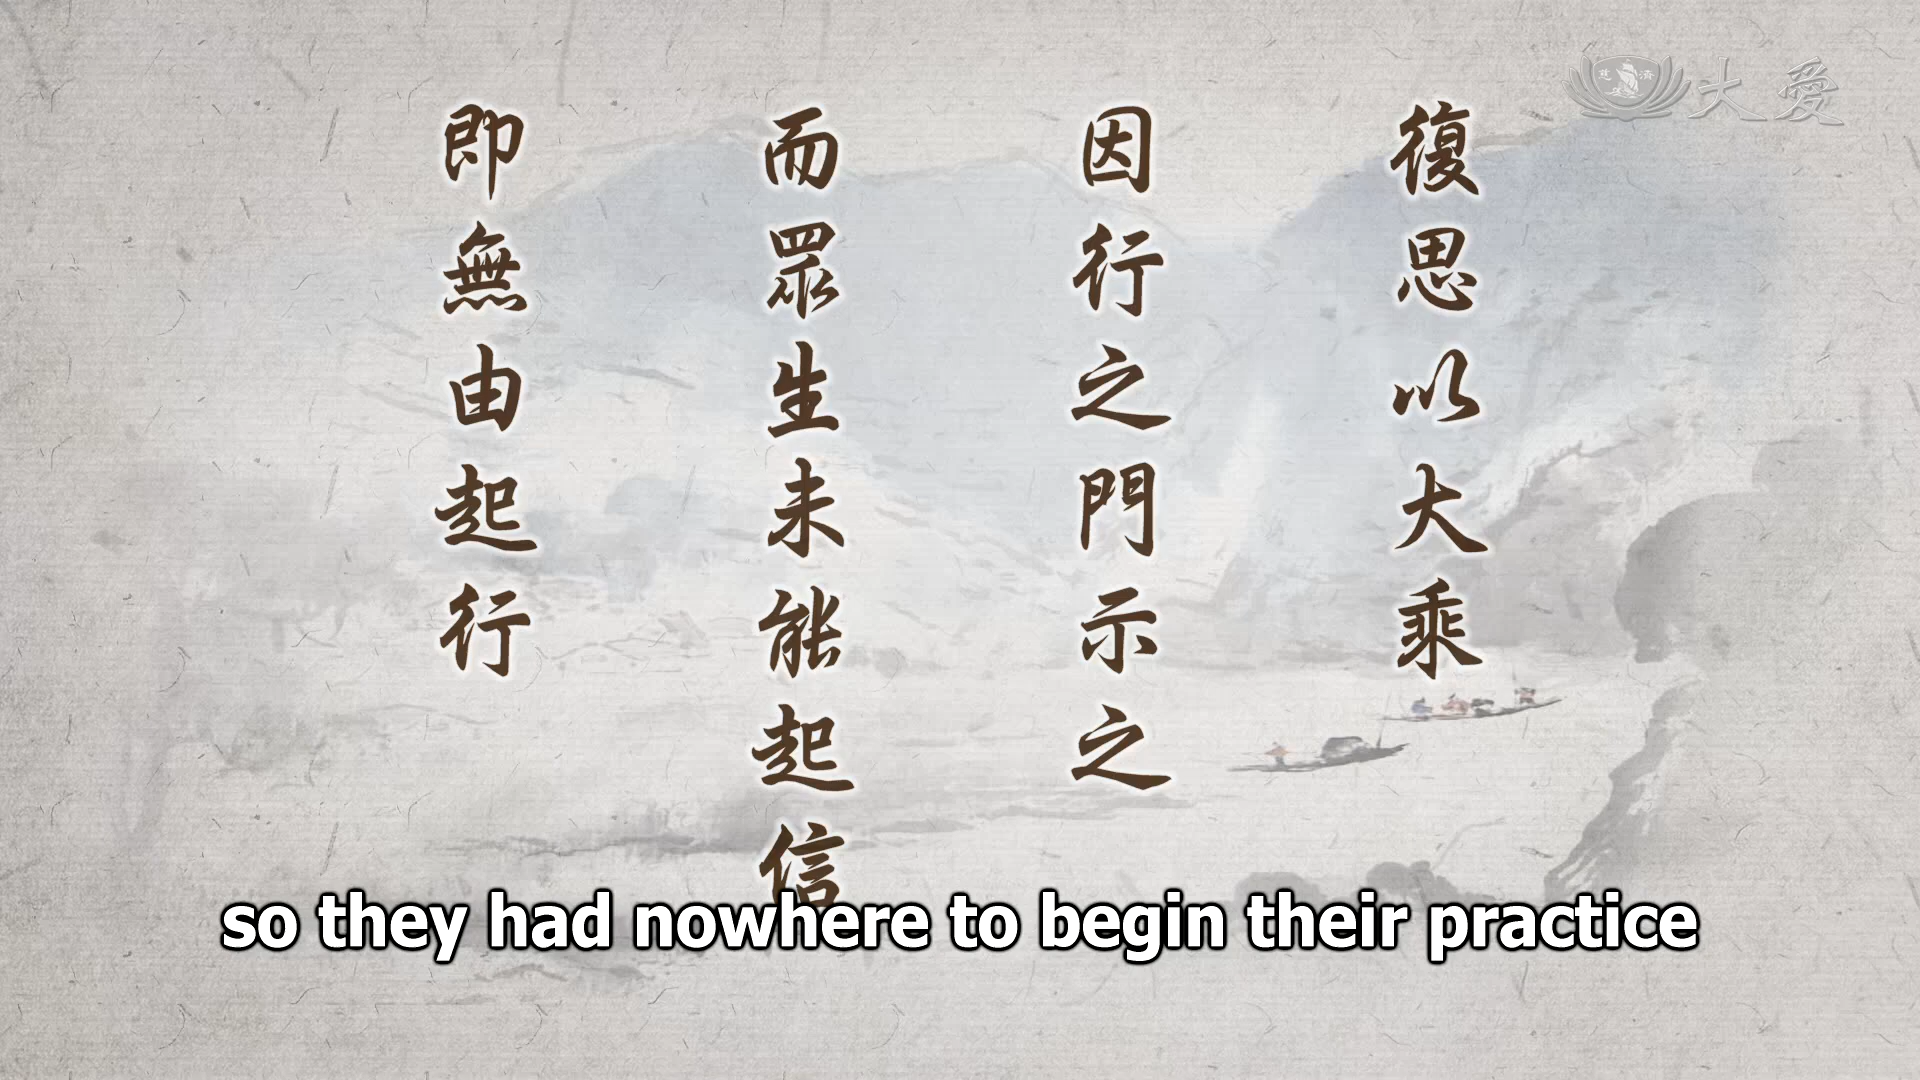 大愛
復思以大乘
因行之門示之
而眾生未能起信
即無由起行
so they had nowhere to begin their practice